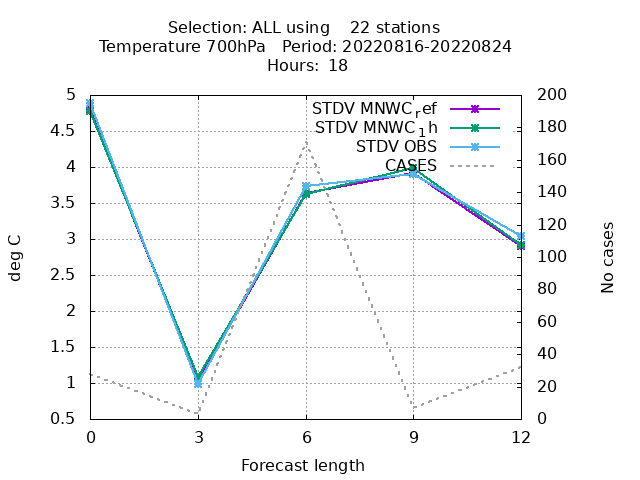 Selection: ALL using    22 stations
Temperature 700hPa   Period: 20220816-20220824
Hours:  18
STDV MNWC_ref
STDV MNWC_1h
STDV OBS
CASES
5
4.5
4
3.5
3
2.5
2
1.5
1
0.5
200
180
160
140
120
100
80
60
40
20
0
deg C
No cases
0 3 6 9 12
Forecast length